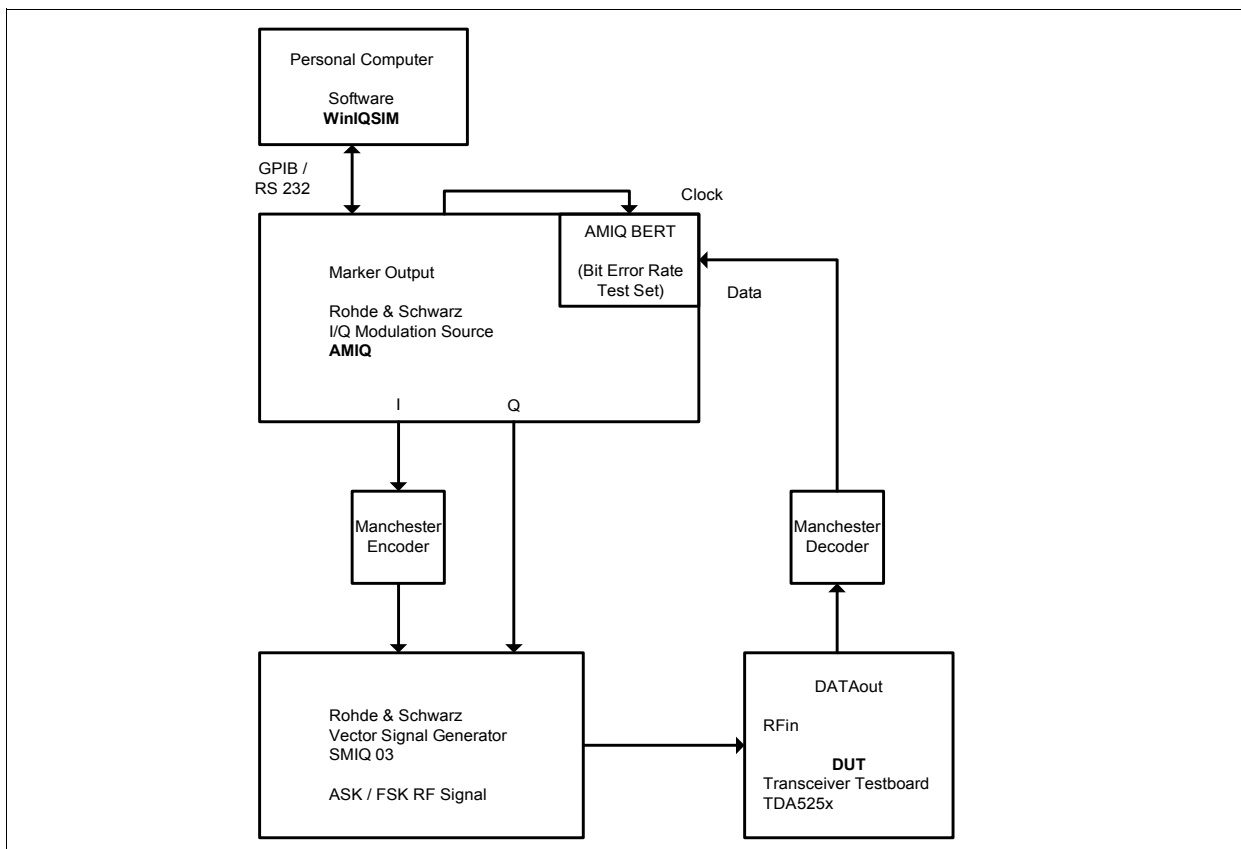 Personal Computer
Software
WinIQSIM
GPIB /
RS 232
Clock
AMIQ BERT
(Bit Error Rate
Test Set)
Data
Marker Output
Rohde & Schwarz
I/Q Modulation Source
AMIQ
I
Q
Manchester
Encoder
Manchester
Decoder
Rohde & Schwarz
Vector Signal Generator
SMIQ 03
ASK / FSK RF Signal
DATAout
RFin
DUT
Transceiver Testboard
TDA525x